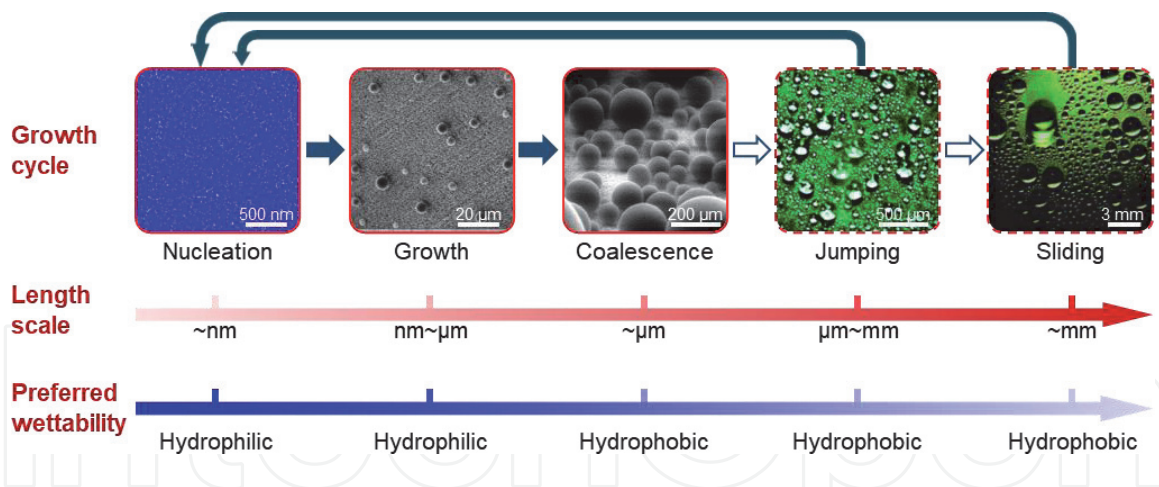 Growth
cycle
500 nm
20 µm
200 µm
500 µm
3 mm
Nucleation
Growth
Coalescence
Jumping
Sliding
Length
scale
~nm
nm~µm
~µm
µm~mm
~mm
Preferred
wettability
Hydrophilic
Hydrophilic
Hydrophobic
Hydrophobic
Hydrophobic